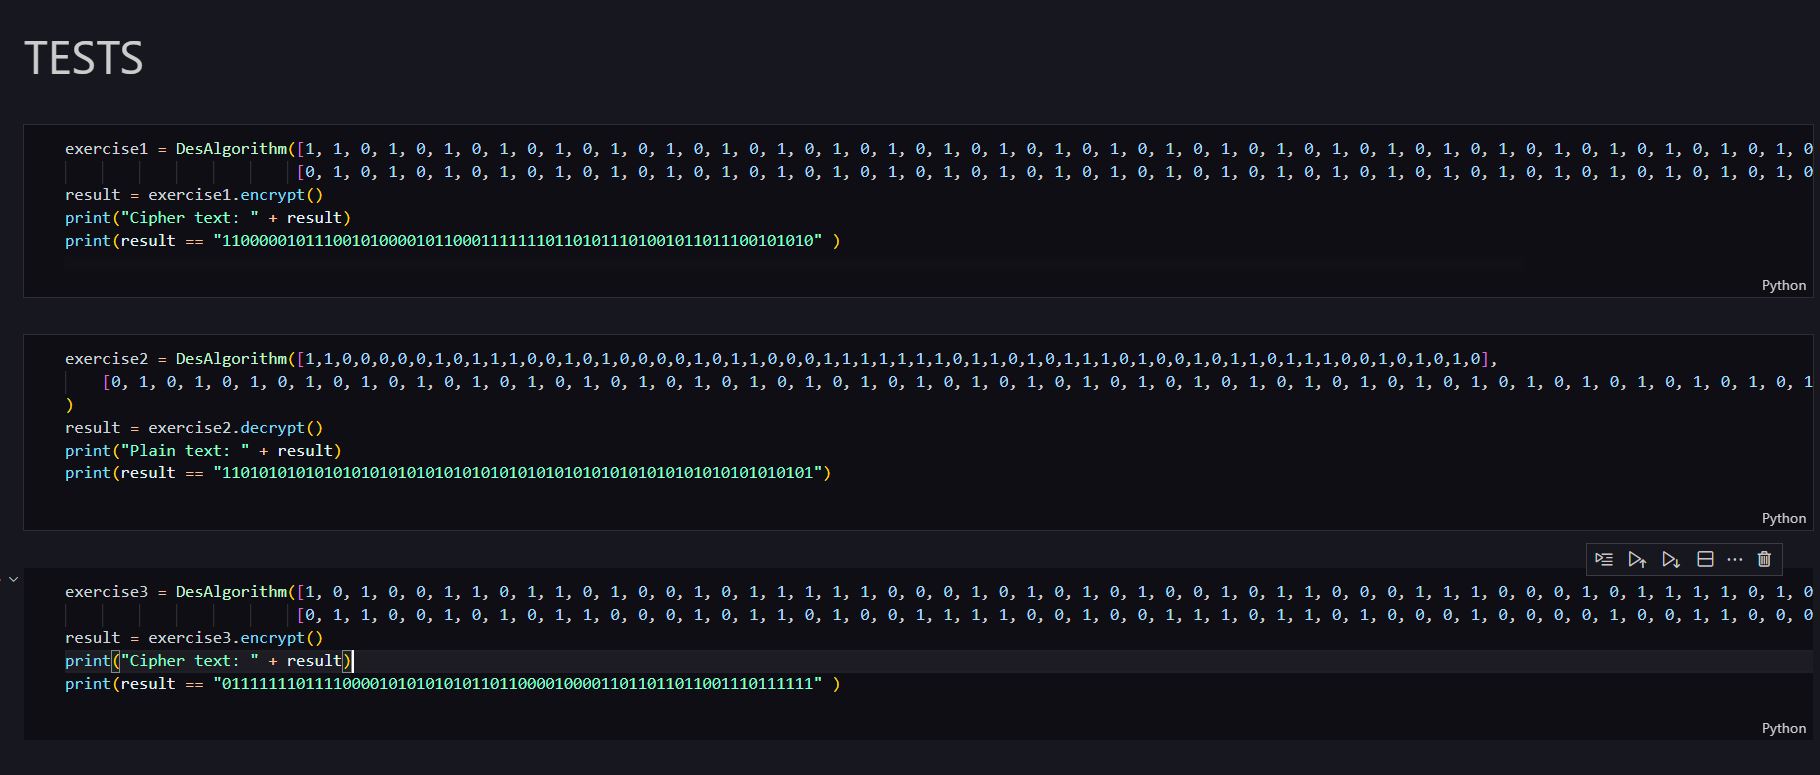 TESTS
exercise1 = DesAlgorithm([1, 1, 0, 1, 0, 1, 0, 1, 0, 1, 0, 1, 0, 1, 0, 1, 0, 1, 0, 1, 0, 1, 0, 1, 0, 1, 0, 1, 0, 1, 0, 1, 0, 1, 0, 1, 0, 1, 0, 1, 0, 1, 0, 1, 0, 1, 0, 1, 0, 1, 0, 1, 0, 1, 0
[0, 1, 0, 1, 0, 1, 0, 1, 0, 1, 0, 1, 0, 1, 0, 1, 0, 1, 0, 1, 0, 1, 0, 1, 0, 1, 0, 1, 0, 1, 0, 1, 0, 1, 0, 1, 0, 1, 0, 1, 0, 1, 0, 1, 0, 1, 0, 1, 0, 1, 0, 1, 0, 1, 0
result = exercise1.encrypt()
print("Cipher text: " + result)
print(result == "1100000101110010100001011000111111101101011101001011011100101010" )
Python
exercise2 = DesAlgorithm([1,1,0,0,0,0,0,1,0,1,1,1,0,0,1,0,1,0,0,0,0,1,0,1,1,0,0,0,1,1,1,1,1,1,1,0,1,1,0,1,0,1,1,1,0,1,0,0,1,0,1,1,0,1,1,1,0,0,1,0,1,0,1,0],
[0, 1, 0, 1, 0, 1, 0, 1, 0, 1, 0, 1, 0, 1, 0, 1, 0, 1, 0, 1, 0, 1, 0, 1, 0, 1, 0, 1, 0, 1, 0, 1, 0, 1, 0, 1, 0, 1, 0, 1, 0, 1, 0, 1, 0, 1, 0, 1, 0, 1, 0, 1, 0, 1, 0, 1, 0, 1, 0, 1, 0, 1
)
result = exercise2.decrypt()
print("Plain text: " + result)
print(result == "1101010101010101010101010101010101010101010101010101010101010101")
Python
exercise3 = DesAlgorithm([1, 0, 1, 0, 0, 1, 1, 0, 1, 1, 0, 1, 0, 0, 1, 0, 1, 1, 1, 1, 1, 0, 0, 0, 1, 0, 1, 0, 1, 0, 1, 0, 0, 1, 0, 1, 1, 0, 0, 0, 1, 1, 1, 0, 0, 0, 1, 0, 1, 1, 1, 1, 0, 1, 0
[0, 1, 1, 0, 0, 1, 0, 1, 0, 1, 1, 0, 0, 0, 1, 0, 1, 1, 0, 1, 0, 0, 1, 1, 1, 1, 0, 0, 1, 0, 0, 1, 1, 1, 0, 1, 1, 0, 1, 0, 0, 1, 0, 0, 1, 0, 0, 0, 1, 0, 0, 1, 1, 0, 0, 0
result = exercise3.encrypt()
print("Cipher text: " + result)
print(result == "0111111101111000010101010101101100001000011011011011001110111111" )
Python